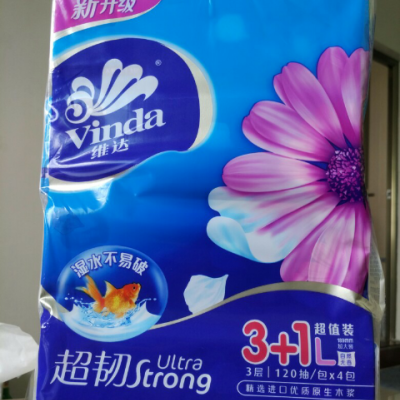 新升级
Vinda
维达
湿水不易破
3+1L 超值装
超韧 Ultra Strong
3层 | 120抽/包x4包
精选进口优质原生木浆